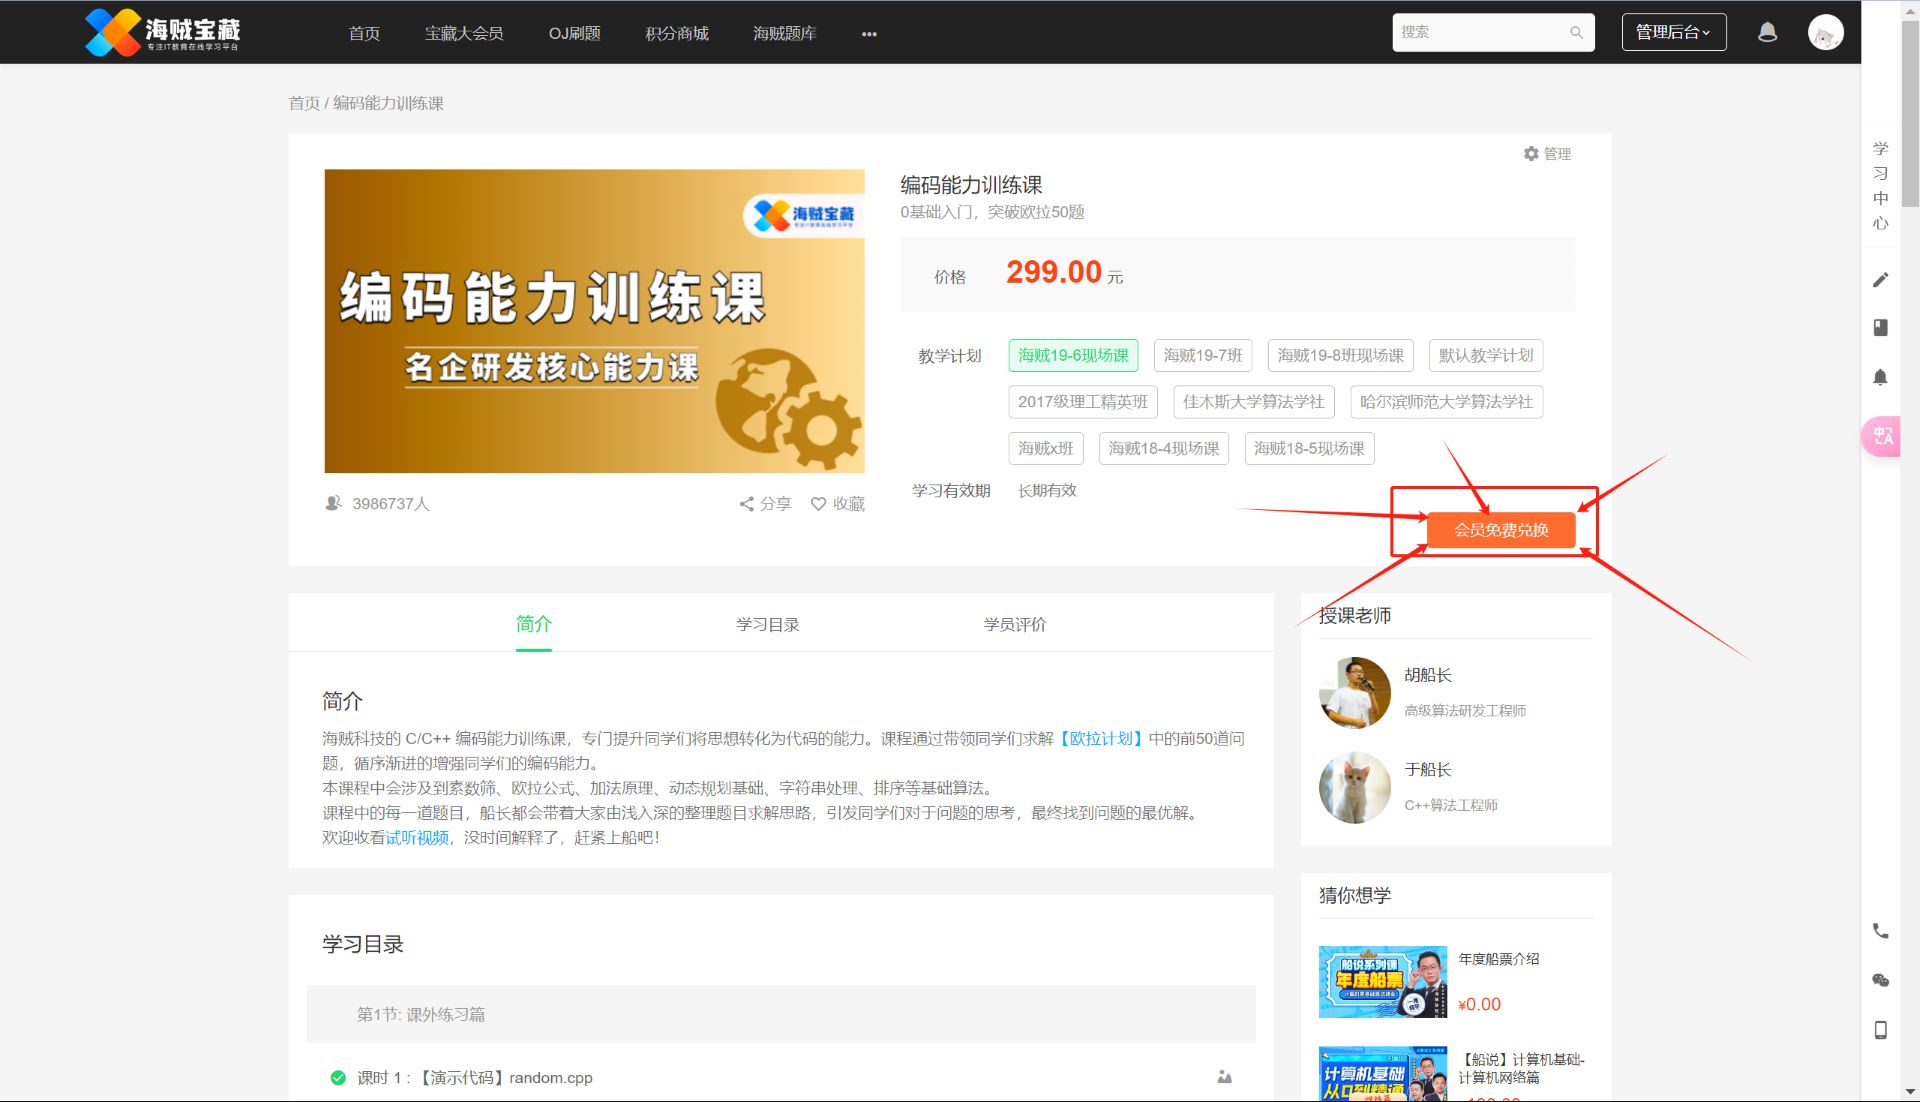 海贼宝藏
专注IT教育在线学习平台
首页 宝藏大会员 OJ刷题 积分商城 海贼题库 •••
搜索
管理后台
首页 / 编码能力训练课
管理
海贼宝藏
专注IT教育在线学习平台
编码能力训练课
名企研发核心能力课
3986737人
分享
收藏
编码能力训练课
0基础入门，突破欧拉50题
价格 299.00 元
教学计划 海贼19-6现场课 海贼19-7班 海贼19-8班现场课 默认教学计划
2017级理工精英班 佳木斯大学算法学社 哈尔滨师范大学算法学社
海贼x班 海贼18-4现场课 海贼18-5现场课
学习有效期 长期有效
会员免费兑换
简介 学习目录 学员评价
简介
海贼科技的 C/C++ 编码能力训练课，专门提升同学们将思想转化为代码的能力。课程通过带领同学们求解【欧拉计划】中的前50道问
题，循序渐进的增强同学们的编码能力。
本课程中会涉及到素数筛、欧拉公式、加法原理、动态规划基础、字符串处理、排序等基础算法。
课程中的每一道题目，船长都会带着大家由浅入深的整理题目求解思路，引发同学们对于问题的思考，最终找到问题的最优解。
欢迎收看试听视频，没时间解释了，赶紧上船吧！
学习目录
第1节: 课外练习篇
课时 1：【演示代码】random.cpp
授课老师
胡船长
高级算法研发工程师
于船长
C++算法工程师
猜你想学
船说系列课
年度船票
年度船票介绍
¥0.00
计算机基础
从0到精通
【船说】计算机基础-
计算机网络篇
学
习
中
心
中A